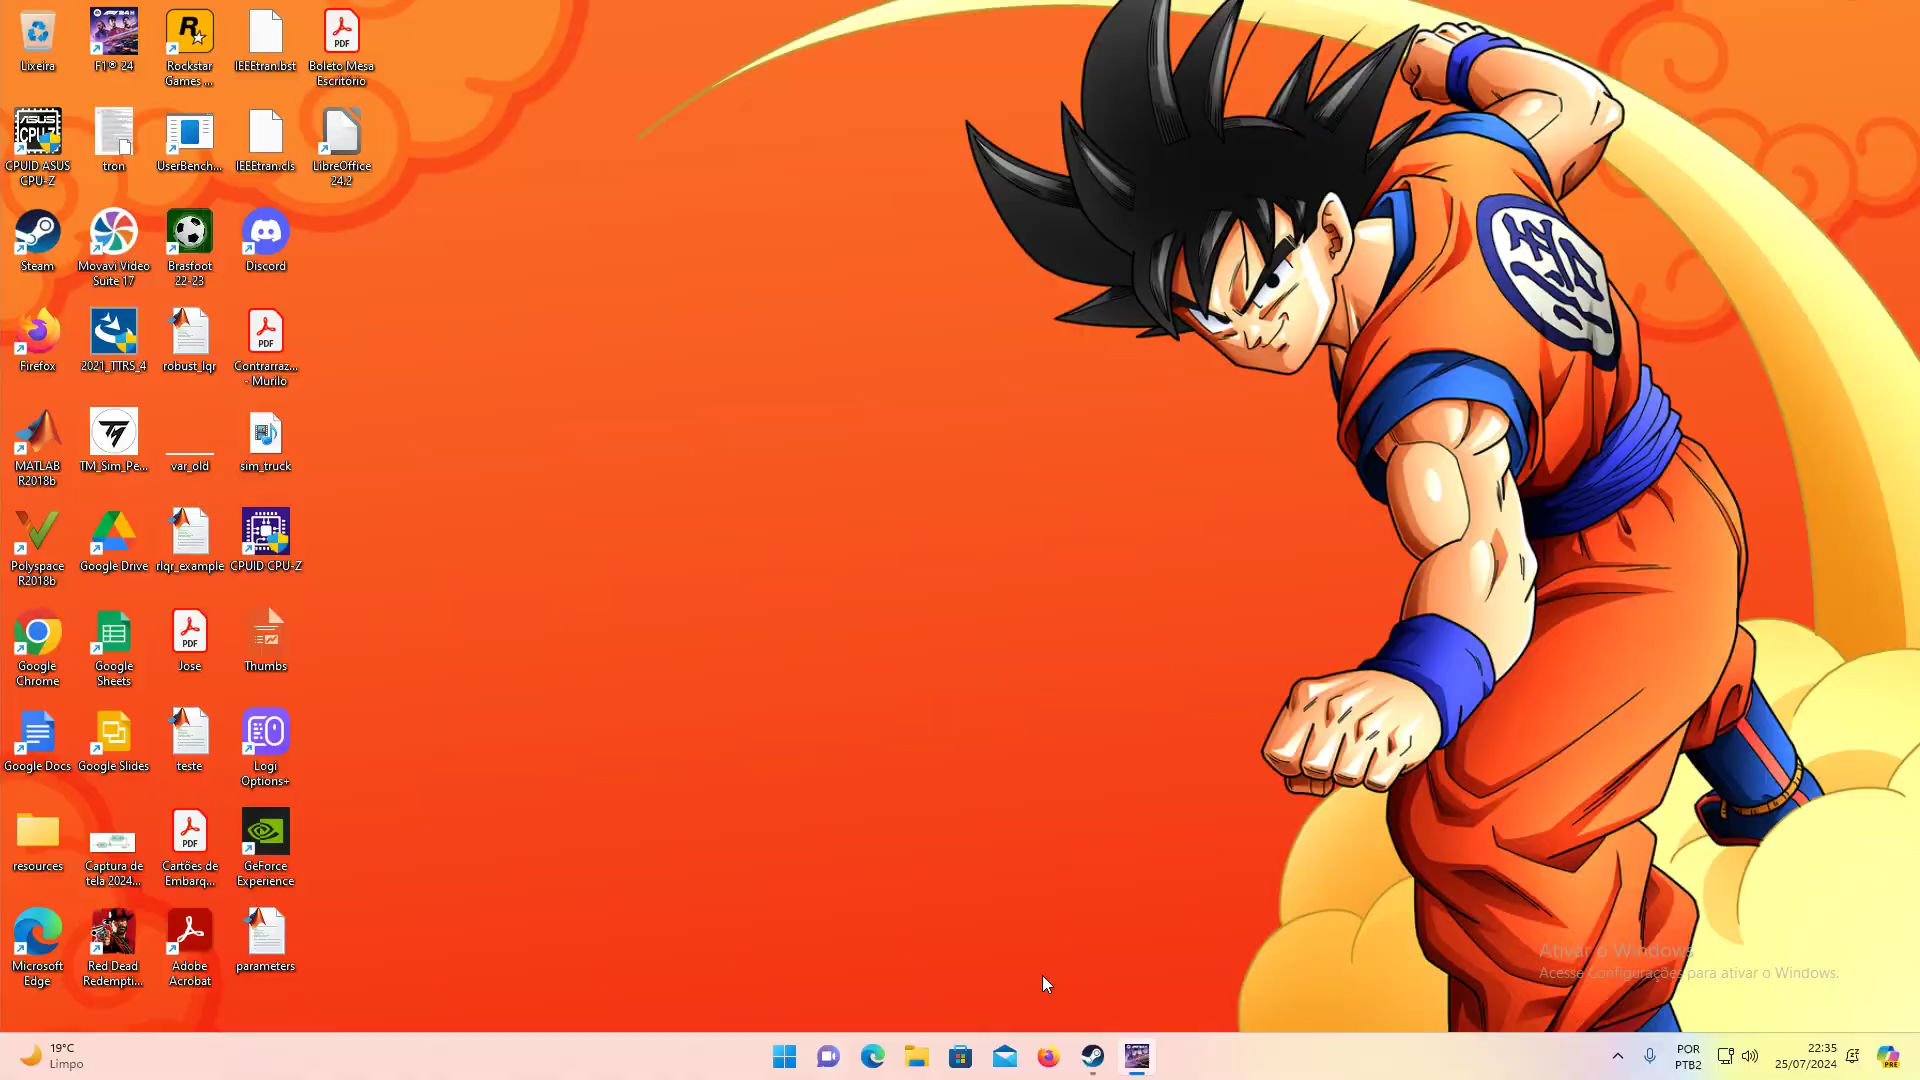 Lixeira
F1® 24
Rockstar
Games ...
IEEEtran.bst
Boleto Mesa
Escritório
CPUID ASUS
CPU-Z
tron
UserBench...
IEEEtran.cls
LibreOffice
24.2
Steam
Movavi Video
Suite 17
Brasfoot
22-23
Discord
Firefox
2021_TTRS_4
robust_lqr
Contrarraz...
- Murilo
MATLAB
R2018b
TM_Sim_Pe...
var_old
sim_truck
Polyspace
R2018b
Google Drive
rlqr_example
CPUID CPU-Z
Google
Chrome
Google
Sheets
Jose
Thumbs
Google Docs
Google Slides
teste
Logi
Options+
resources
Captura de
tela 2024...
Cartões de
Embarq...
GeForce
Experience
Microsoft
Edge
Red Dead
Redempti...
Adobe
Acrobat
parameters
Ativar o Windows
Acesse Configurações para ativar o Windows.
19°C
Limpo
POR
PTB2
22:35
25/07/2024